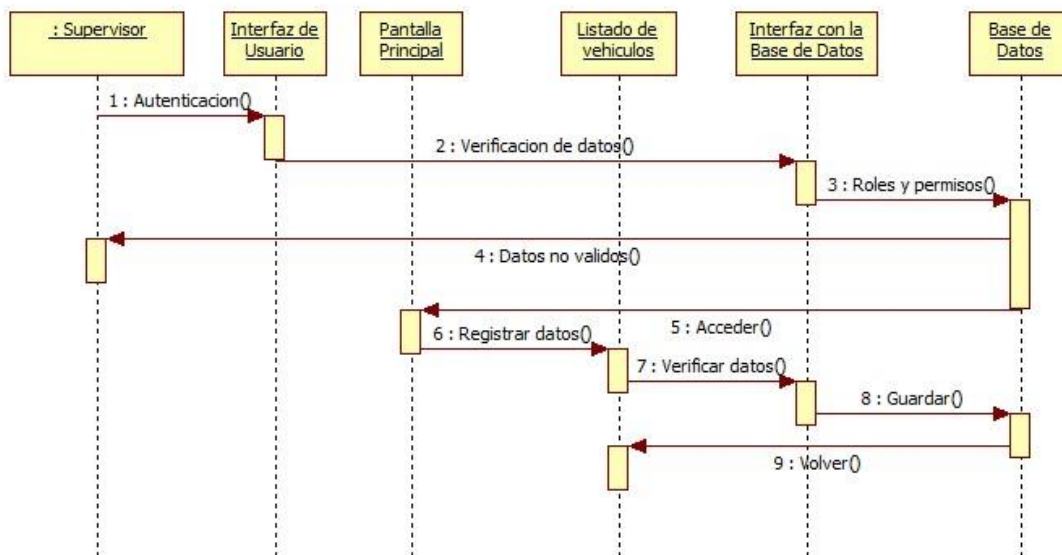 : Supervisor
Interfaz de
Usuario
Pantalla
Principal
Listado de
vehiculos
Interfaz con la
Base de Datos
Base de
Datos
1 : Autenticacion()
2 : Verificacion de datos()
3 : Roles y permisos()
4 : Datos no validos()
5 : Acceder()
6 : Registrar datos()
7 : Verificar datos()
8 : Guardar()
9 : Volver()